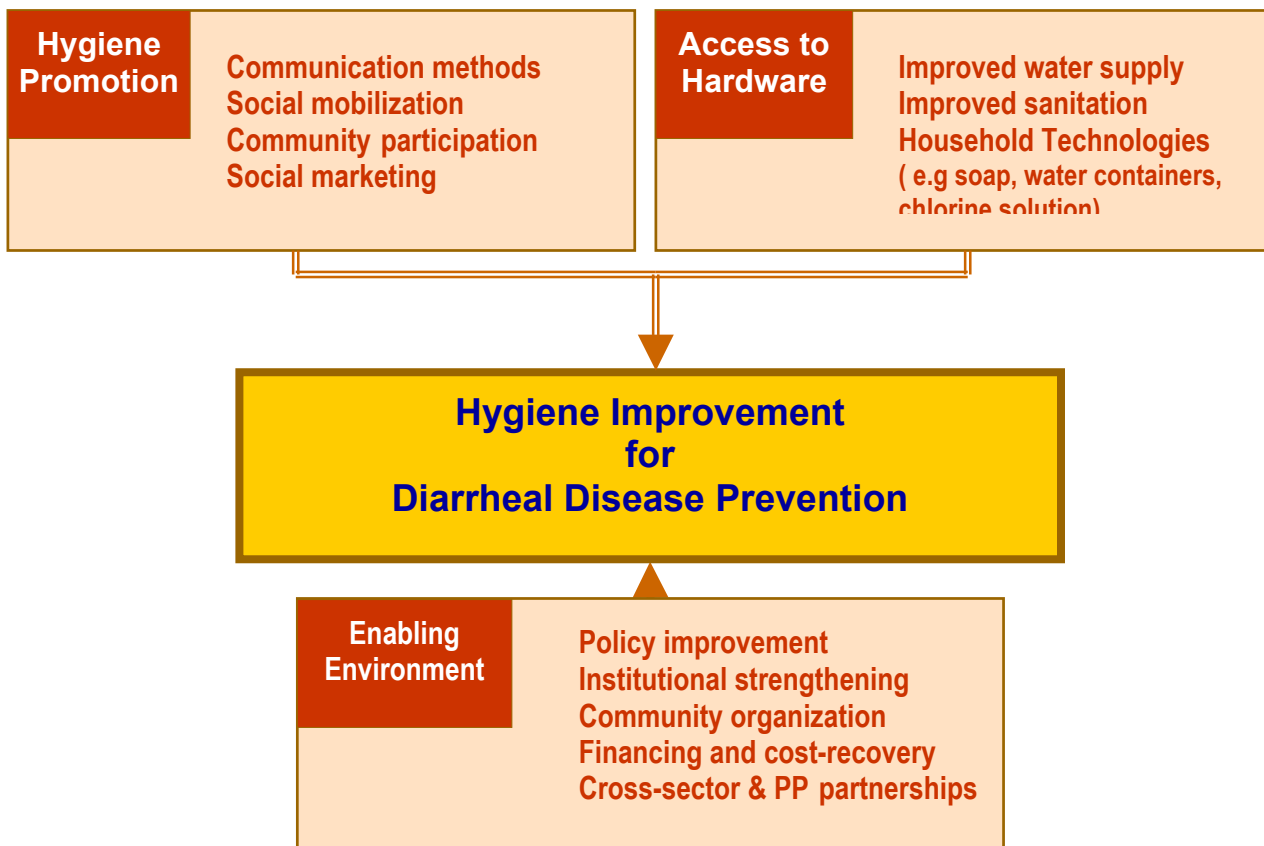 Hygiene
Promotion
Communication methods
Social mobilization
Community participation
Social marketing
Access to
Hardware
Improved water supply
Improved sanitation
Household Technologies
( e.g soap, water containers,
chlorine solution)
Hygiene Improvement
for
Diarrheal Disease Prevention
Enabling
Environment
Policy improvement
Institutional strengthening
Community organization
Financing and cost-recovery
Cross-sector & PP partnerships